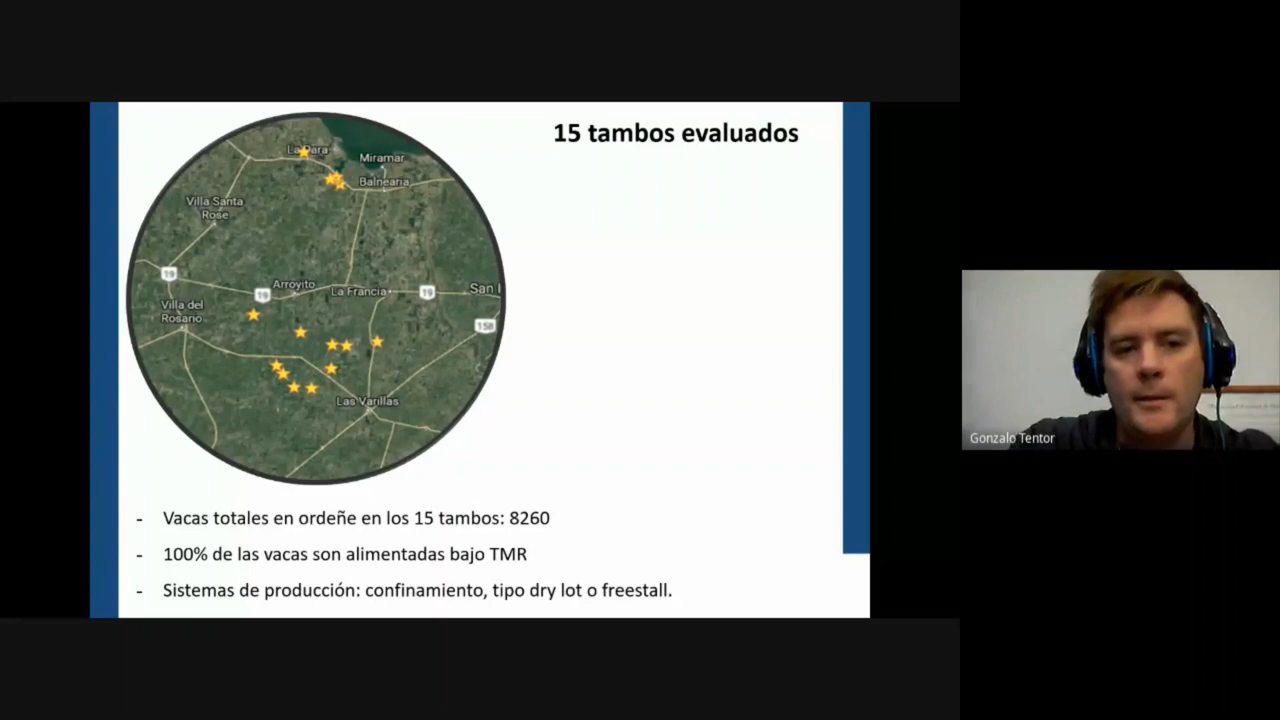 15 tambos evaluados
La Para
Miramar
Balnearia
Villa Santa
Rose
19
19
Arroyito
La Francia
19
San
Villa del
Rosario
158
Las Varillas
- Vacas totales en ordeñe en los 15 tambos: 8260
- 100% de las vacas son alimentadas bajo TMR
- Sistemas de producción: confinamiento, tipo dry lot o freestall.
Gonzalo Tentor